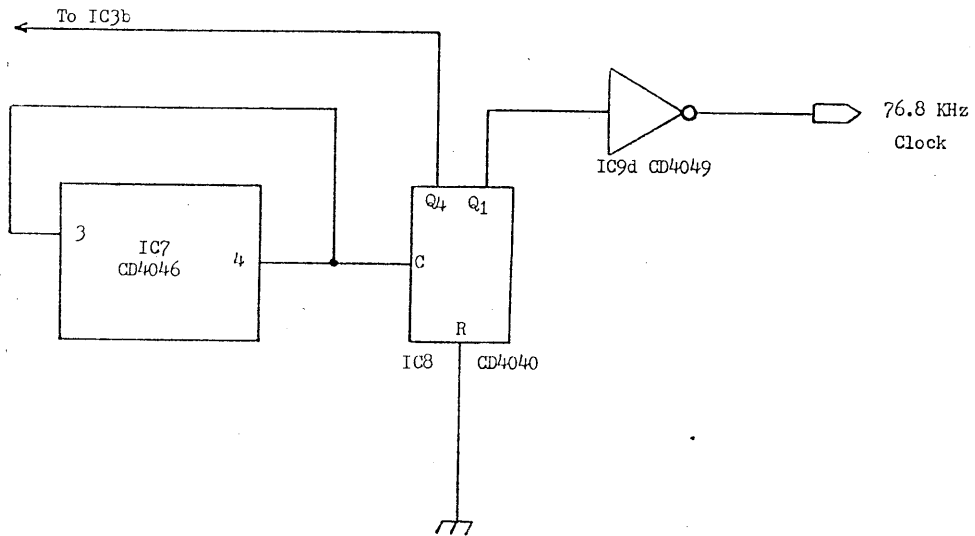 To IC3b
76.8 KHz
Clock
IC9d CD4049
Q4 Q1
3
IC7
CD4046
4
C
R
IC8 CD4040